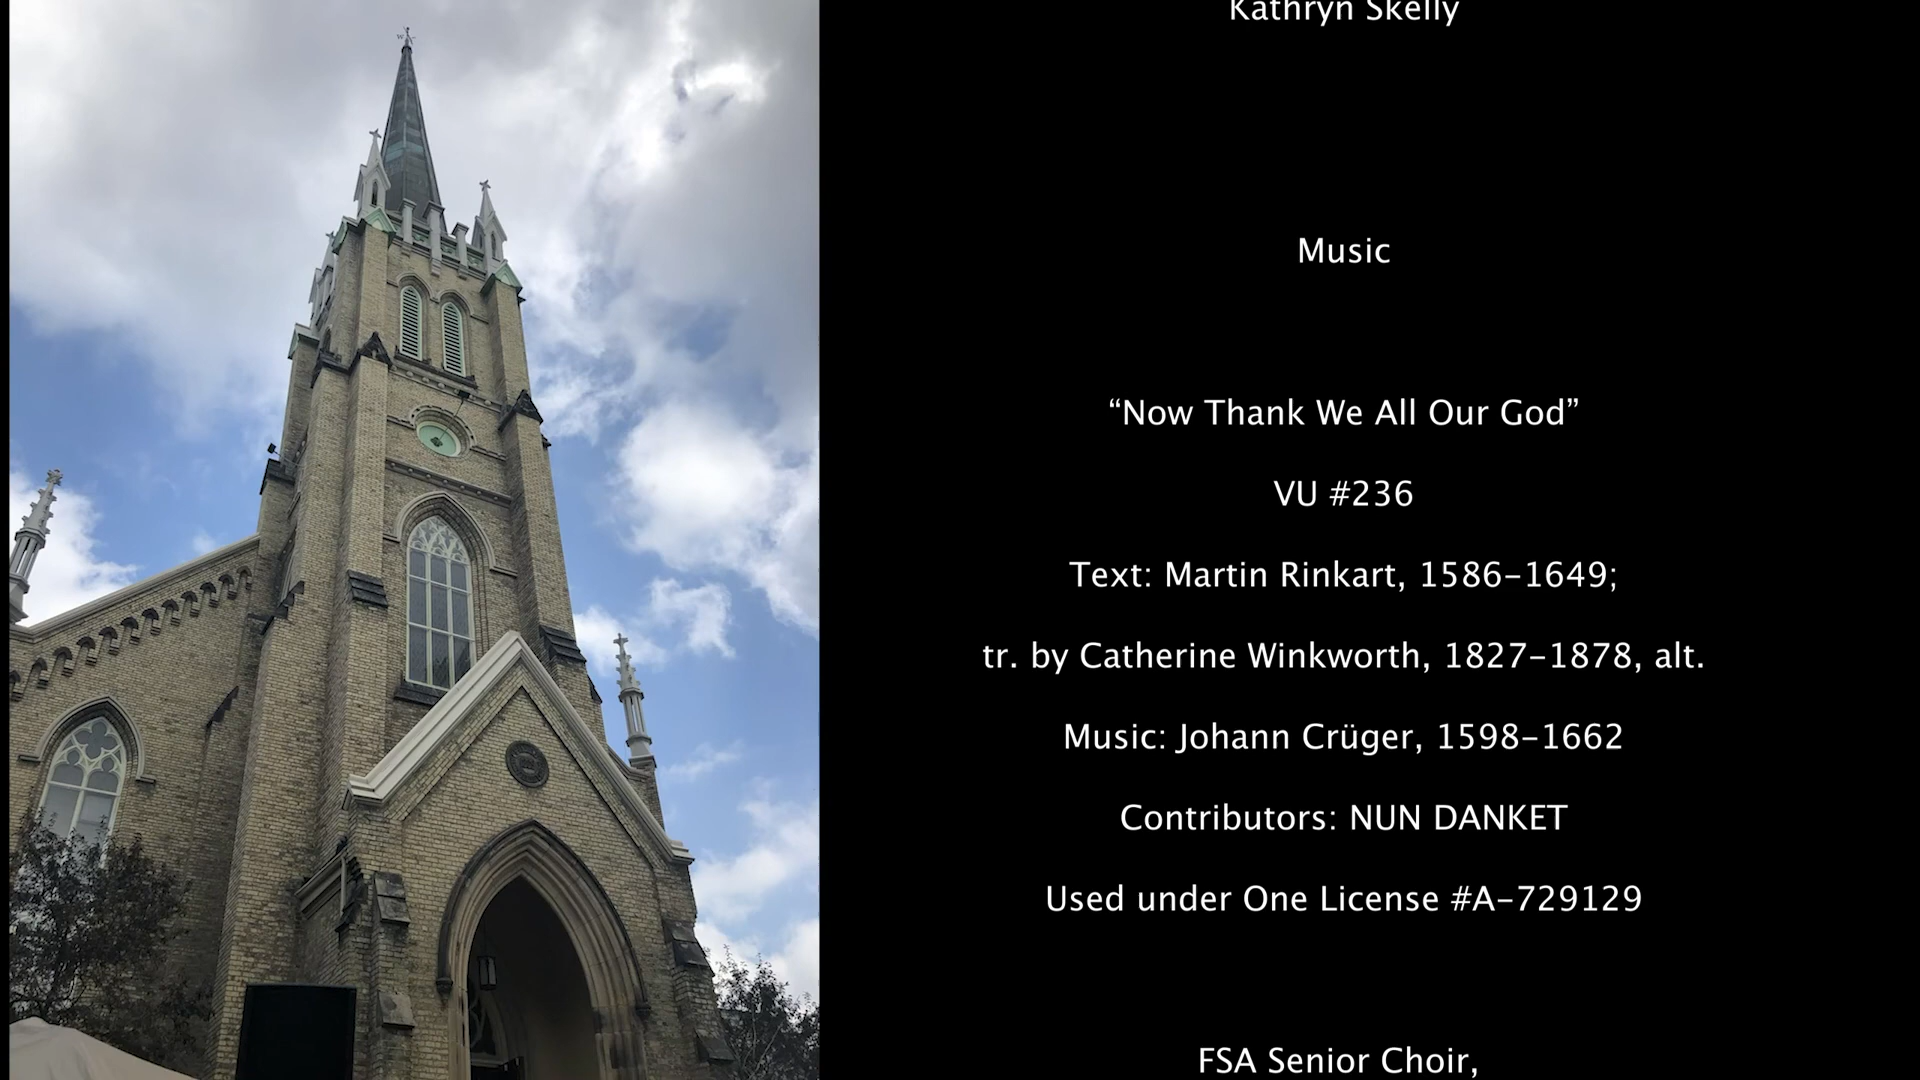 Kathryn Skelly
Music
“Now Thank We All Our God”
VU #236
Text: Martin Rinkart, 1586–1649;
tr. by Catherine Winkworth, 1827–1878, alt.
Music: Johann Crüger, 1598–1662
Contributors: NUN DANKET
Used under One License #A–729129
FSA Senior Choir,